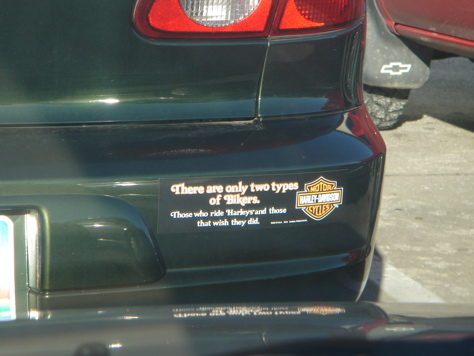 There are only two types
of Bikers.
Those who ride Harleys and those
that wish they did.
MOTOR
HARLEY-DAVIDSON
CYCLES